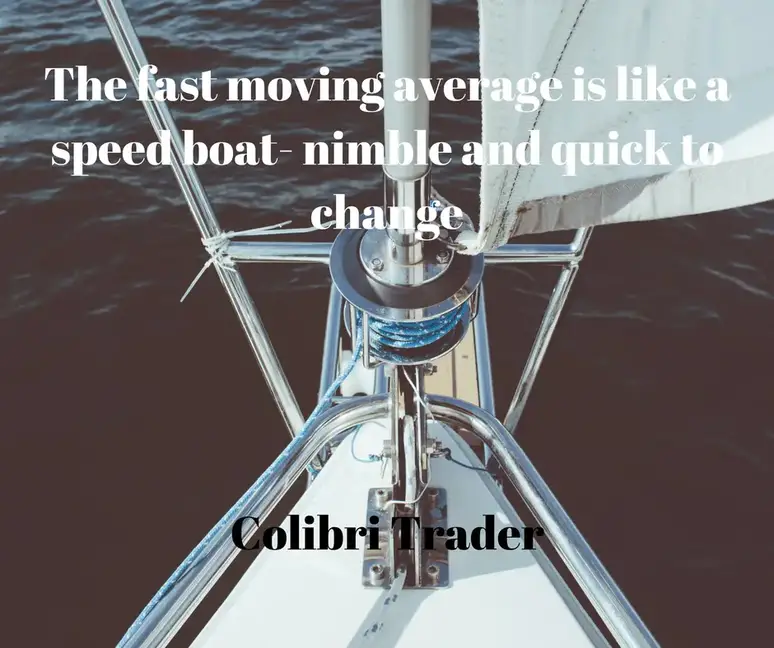 The fast moving average is like a
speed boat- nimble and quick to
change
Colibri Trader